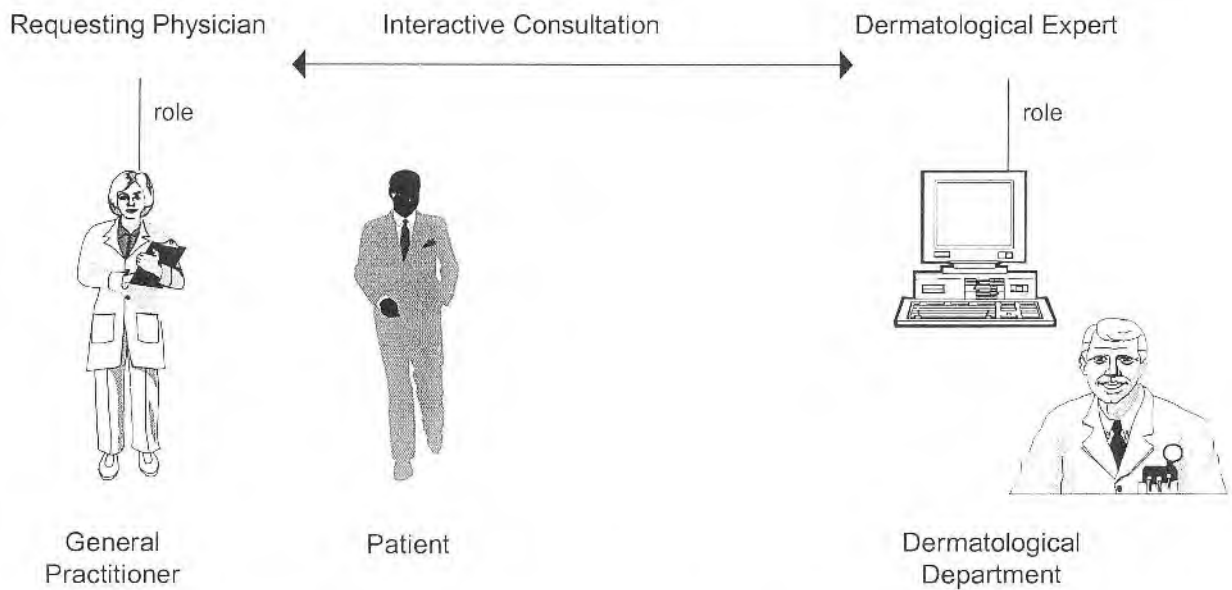 Requesting Physician
Interactive Consultation
Dermatological Expert
role
role
General
Practitioner
Patient
Dermatological
Department